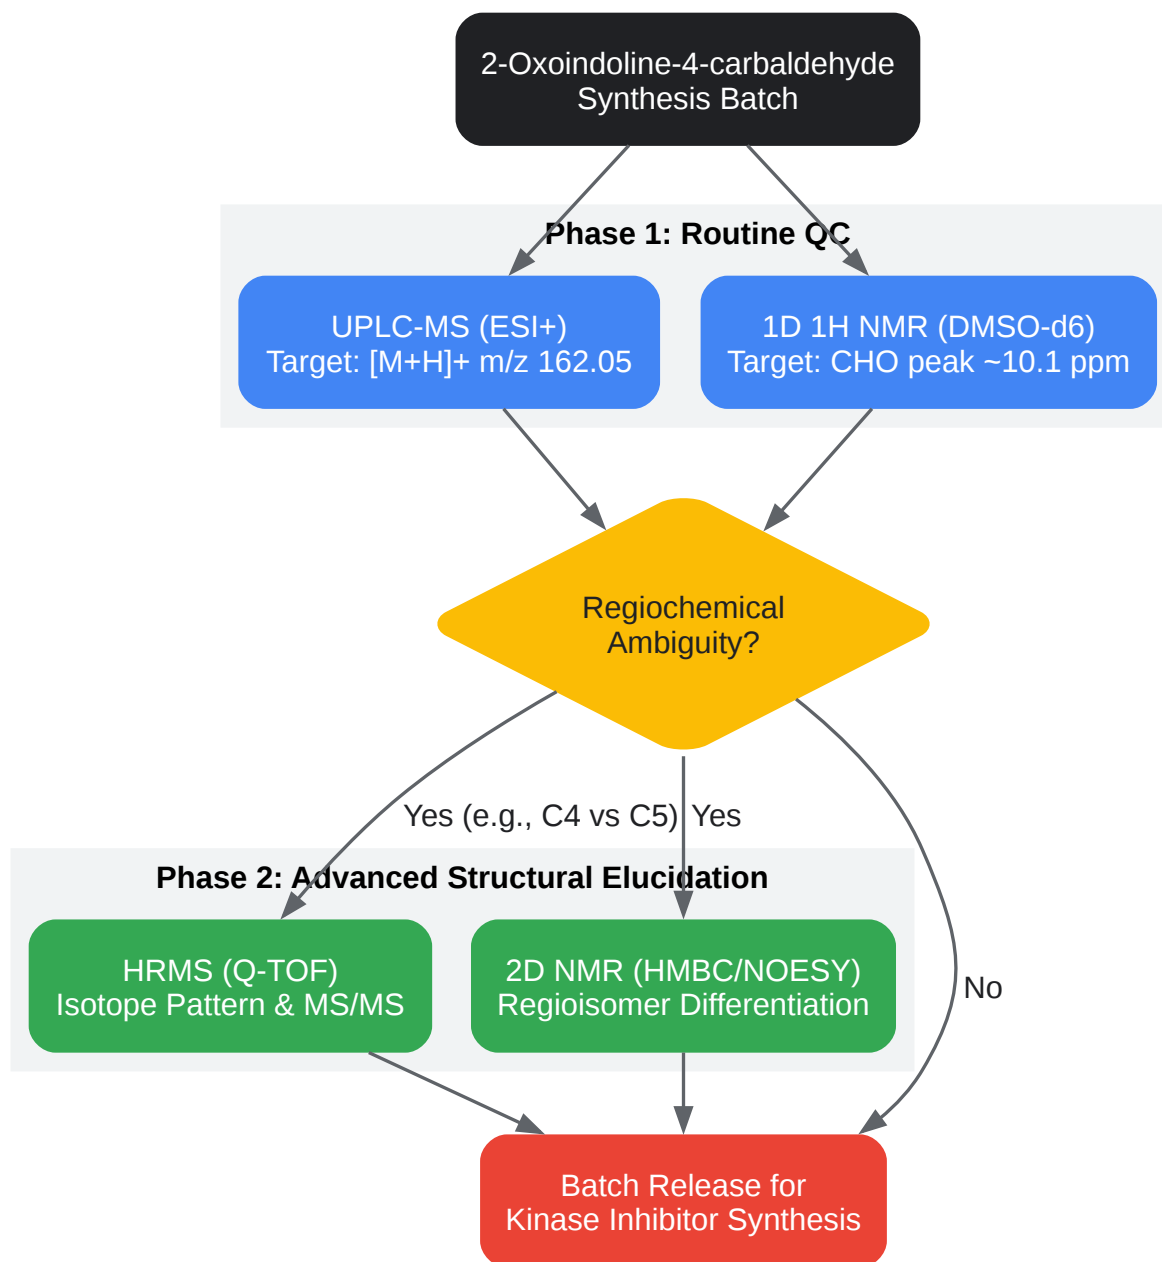 2-Oxoindoline-4-carbaldehyde
Synthesis Batch
Phase 1: Routine QC
UPLC-MS (ESI+)
Target: [M+H]+ m/z 162.05
1D 1H NMR (DMSO-d6)
Target: CHO peak ~10.1 ppm
Regiochemical
Ambiguity?
Yes (e.g., C4 vs C5)
Yes
Phase 2: Advanced Structural Elucidation
HRMS (Q-TOF)
Isotope Pattern & MS/MS
2D NMR (HMBC/NOESY)
Regioisomer Differentiation
No
Batch Release for
Kinase Inhibitor Synthesis